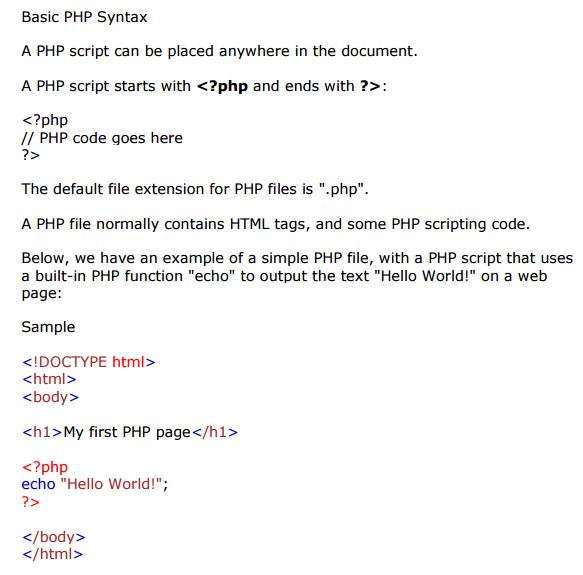 Basic PHP Syntax
A PHP script can be placed anywhere in the document.
A PHP script starts with <?php and ends with ?>:
<?php
// PHP code goes here
?>
The default file extension for PHP files is ".php".
A PHP file normally contains HTML tags, and some PHP scripting code.
Below, we have an example of a simple PHP file, with a PHP script that uses
a built-in PHP function "echo" to output the text "Hello World!" on a web
page:
Sample
<!DOCTYPE html>
<html>
<body>
<h1>My first PHP page</h1>
<?php
echo "Hello World!";
?>
</body>
</html>